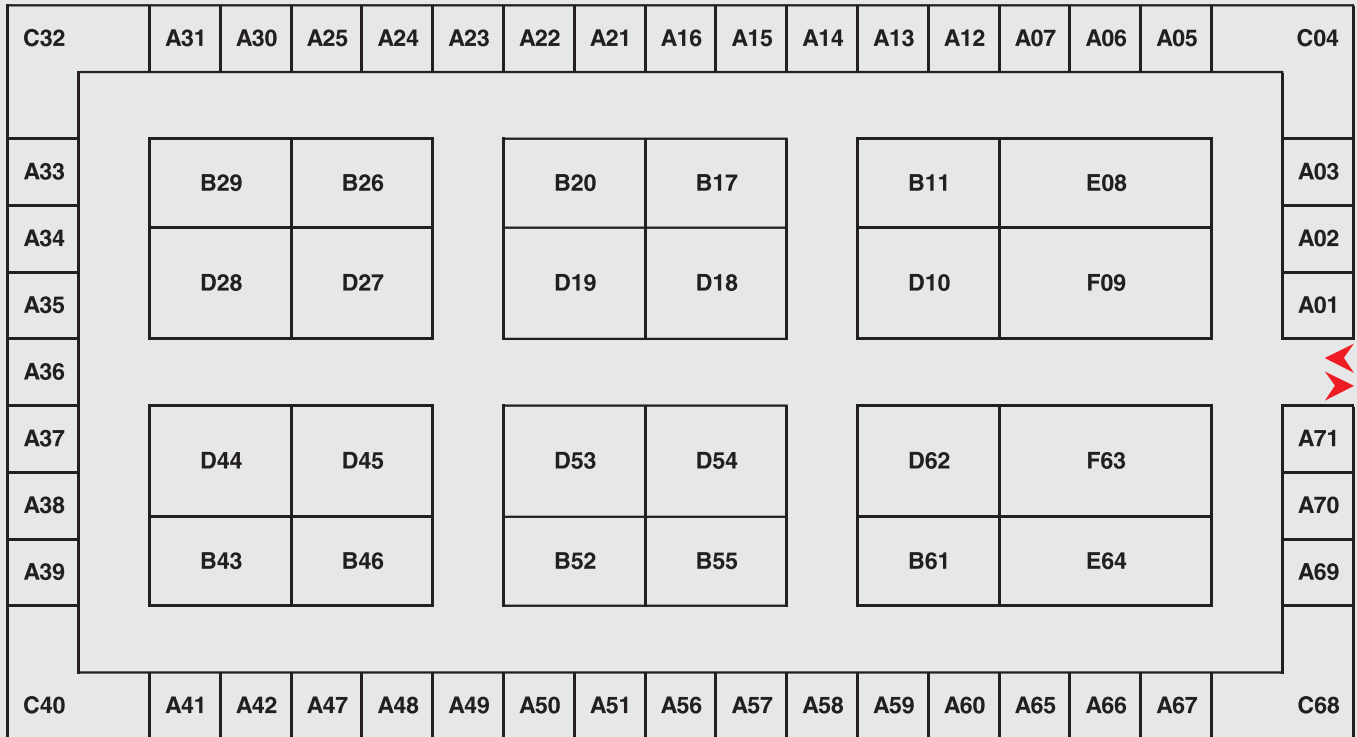 C32 A31 A30 A25 A24 A23 A22 A21 A16 A15 A14 A13 A12 A07 A06 A05 C04
A33 A03
B29 B26 B20 B17 B11 E08
A34 A02
D28 D27 D19 D18 D10 F09
A35 A01
A36
A37 A71
D44 D45 D53 D54 D62 F63
A38 A70
B43 B46 B52 B55 B61 E64
A39 A69
C40 A41 A42 A47 A48 A49 A50 A51 A56 A57 A58 A59 A60 A65 A66 A67 C68